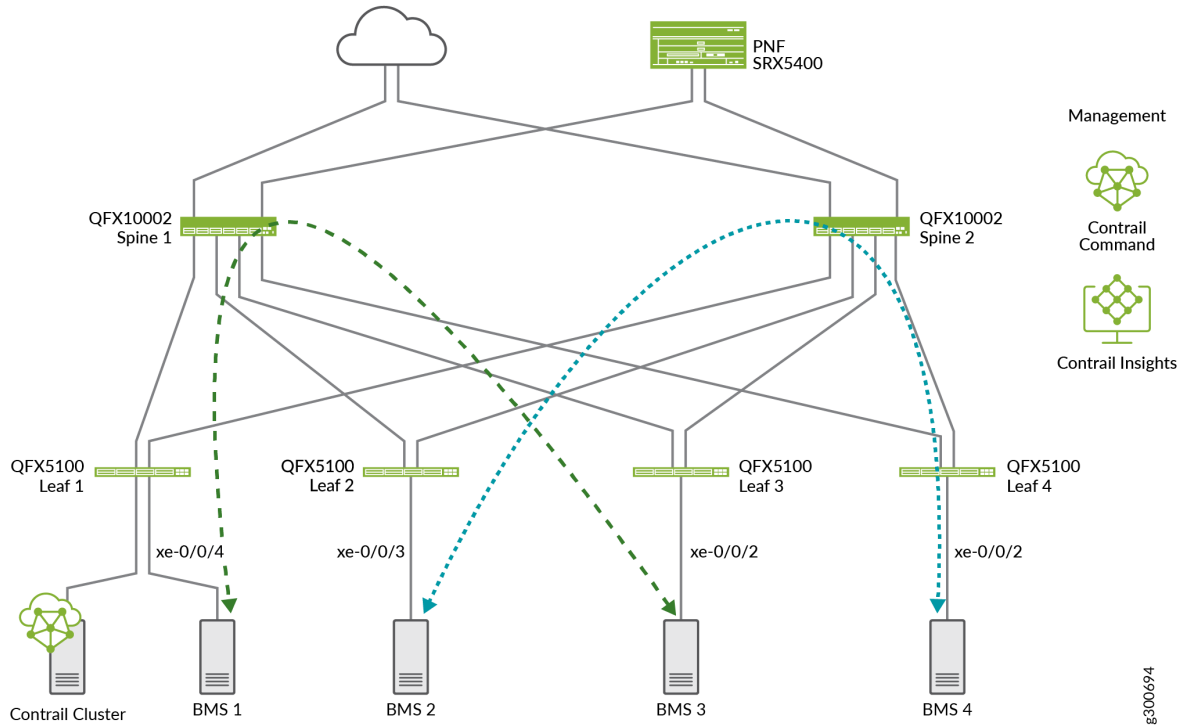 PNF
SRX5400
Management
Contrail
Command
Contrail Insights
QFX10002
Spine 1
QFX10002
Spine 2
QFX5100
Leaf 1
QFX5100
Leaf 2
QFX5100
Leaf 3
QFX5100
Leaf 4
xe-0/0/4
xe-0/0/3
xe-0/0/2
xe-0/0/2
Contrail Cluster
BMS 1
BMS 2
BMS 3
BMS 4
g300694